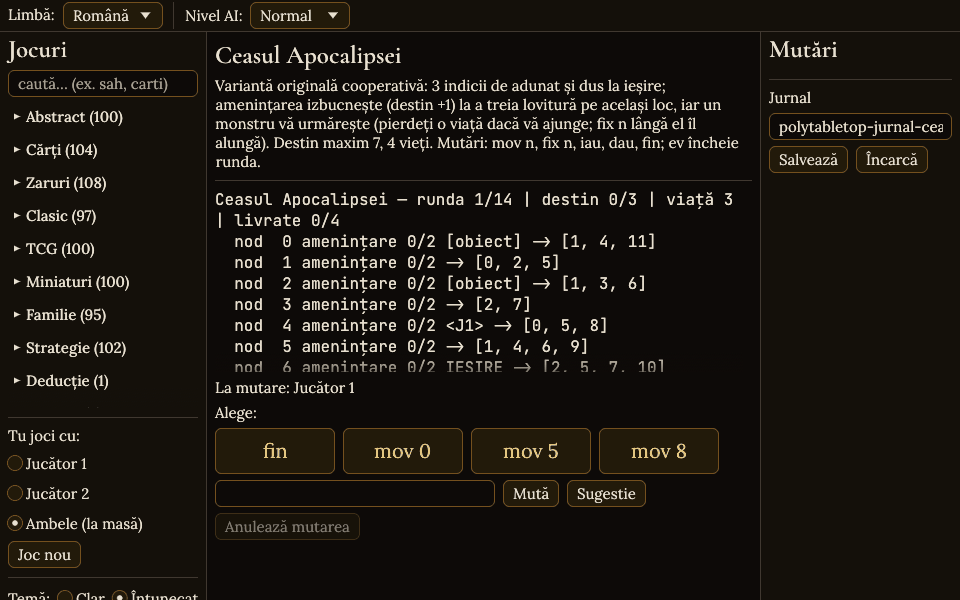 Limbă: Română ▼ Nivel AI: Normal ▼
Jocuri
caută... (ex. sah, carti)
▸ Abstract (100)
▸ Cărți (104)
▸ Zaruri (108)
▸ Clasic (97)
▸ TCG (100)
▸ Miniaturi (100)
▸ Familie (95)
▸ Strategie (102)
▸ Deducție (1)
Tu joci cu:
Jucător 1
Jucător 2
Ambele (la masă)
Joc nou
Temă: Clar Întunecat
Ceasul Apocalipsei
Variantă originală cooperativă: 3 indicii de adunat și dus la ieșire;
amenințarea izbucnește (destin +1) la a treia lovitură pe același loc, iar un
monstru vă urmărește (pierdeți o viață dacă vă ajunge; fix n lângă el îl
alungă). Destin maxim 7, 4 vieți. Mutări: mov n, fix n, iau, dau, fin; ev încheie
runda.
Ceasul Apocalipsei — runda 1/14 | destin 0/3 | viață 3
| livrate 0/4
nod 0 amenințare 0/2 [obiect] -> [1, 4, 11]
nod 1 amenințare 0/2 -> [0, 2, 5]
nod 2 amenințare 0/2 [obiect] -> [1, 3, 6]
nod 3 amenințare 0/2 -> [2, 7]
nod 4 amenințare 0/2 <J1> -> [0, 5, 8]
nod 5 amenințare 0/2 -> [1, 4, 6, 9]
nod 6 amenințare 0/2 IESIRE -> [2, 5, 7, 10]
La mutare: Jucător 1
Alege:
fin mov 0 mov 5 mov 8
Mută Sugestie
Anulează mutarea
Mutări
Jurnal
polytabletop-jurnal-cea
Salvează Încarcă